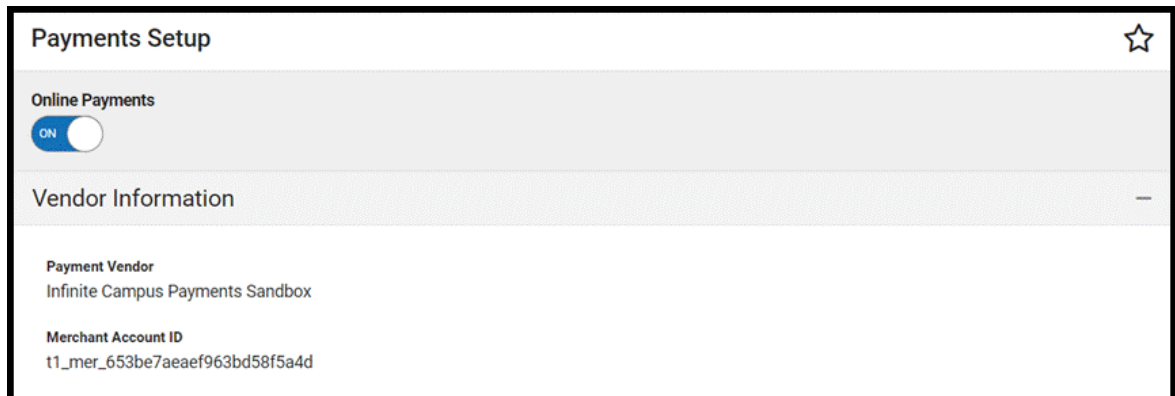 Payments Setup
Online Payments
ON
Vendor Information
Payment Vendor
Infinite Campus Payments Sandbox
Merchant Account ID
t1_mer_653be7aeaef963bd58f5a4d